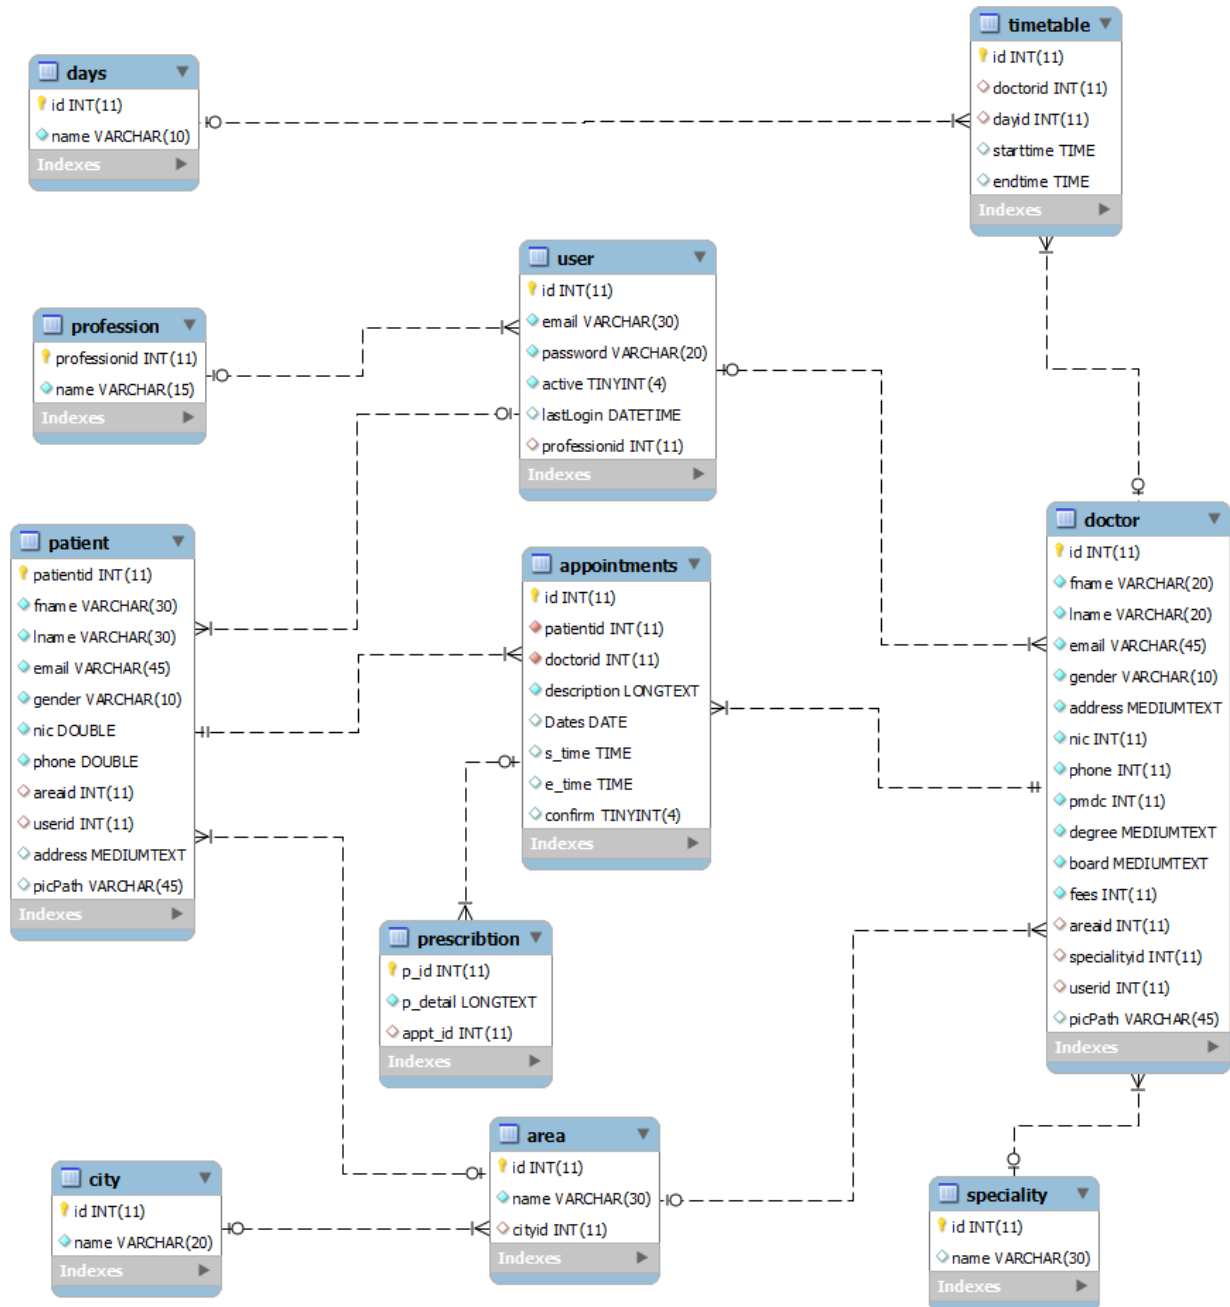 days
id INT(11)
name VARCHAR(10)
Indexes
timetable
id INT(11)
doctorid INT(11)
dayid INT(11)
starttime TIME
endtime TIME
Indexes
user
id INT(11)
email VARCHAR(30)
password VARCHAR(20)
active TINYINT(4)
lastLogin DATETIME
professionid INT(11)
Indexes
profession
professionid INT(11)
name VARCHAR(15)
Indexes
patient
patientid INT(11)
fname VARCHAR(30)
lname VARCHAR(30)
email VARCHAR(45)
gender VARCHAR(10)
nic DOUBLE
phone DOUBLE
areaid INT(11)
userid INT(11)
address MEDIUMTEXT
picPath VARCHAR(45)
Indexes
appointments
id INT(11)
patientid INT(11)
doctorid INT(11)
description LONGTEXT
Dates DATE
s_time TIME
e_time TIME
confirm TINYINT(4)
Indexes
doctor
id INT(11)
fname VARCHAR(20)
lname VARCHAR(20)
email VARCHAR(45)
gender VARCHAR(10)
address MEDIUMTEXT
nic INT(11)
phone INT(11)
pmdc INT(11)
degree MEDIUMTEXT
board MEDIUMTEXT
fees INT(11)
areaid INT(11)
specialityid INT(11)
userid INT(11)
picPath VARCHAR(45)
Indexes
prescribtion
p_id INT(11)
p_detail LONGTEXT
appt_id INT(11)
Indexes
area
id INT(11)
name VARCHAR(30)
cityid INT(11)
Indexes
city
id INT(11)
name VARCHAR(20)
Indexes
speciality
id INT(11)
name VARCHAR(30)
Indexes